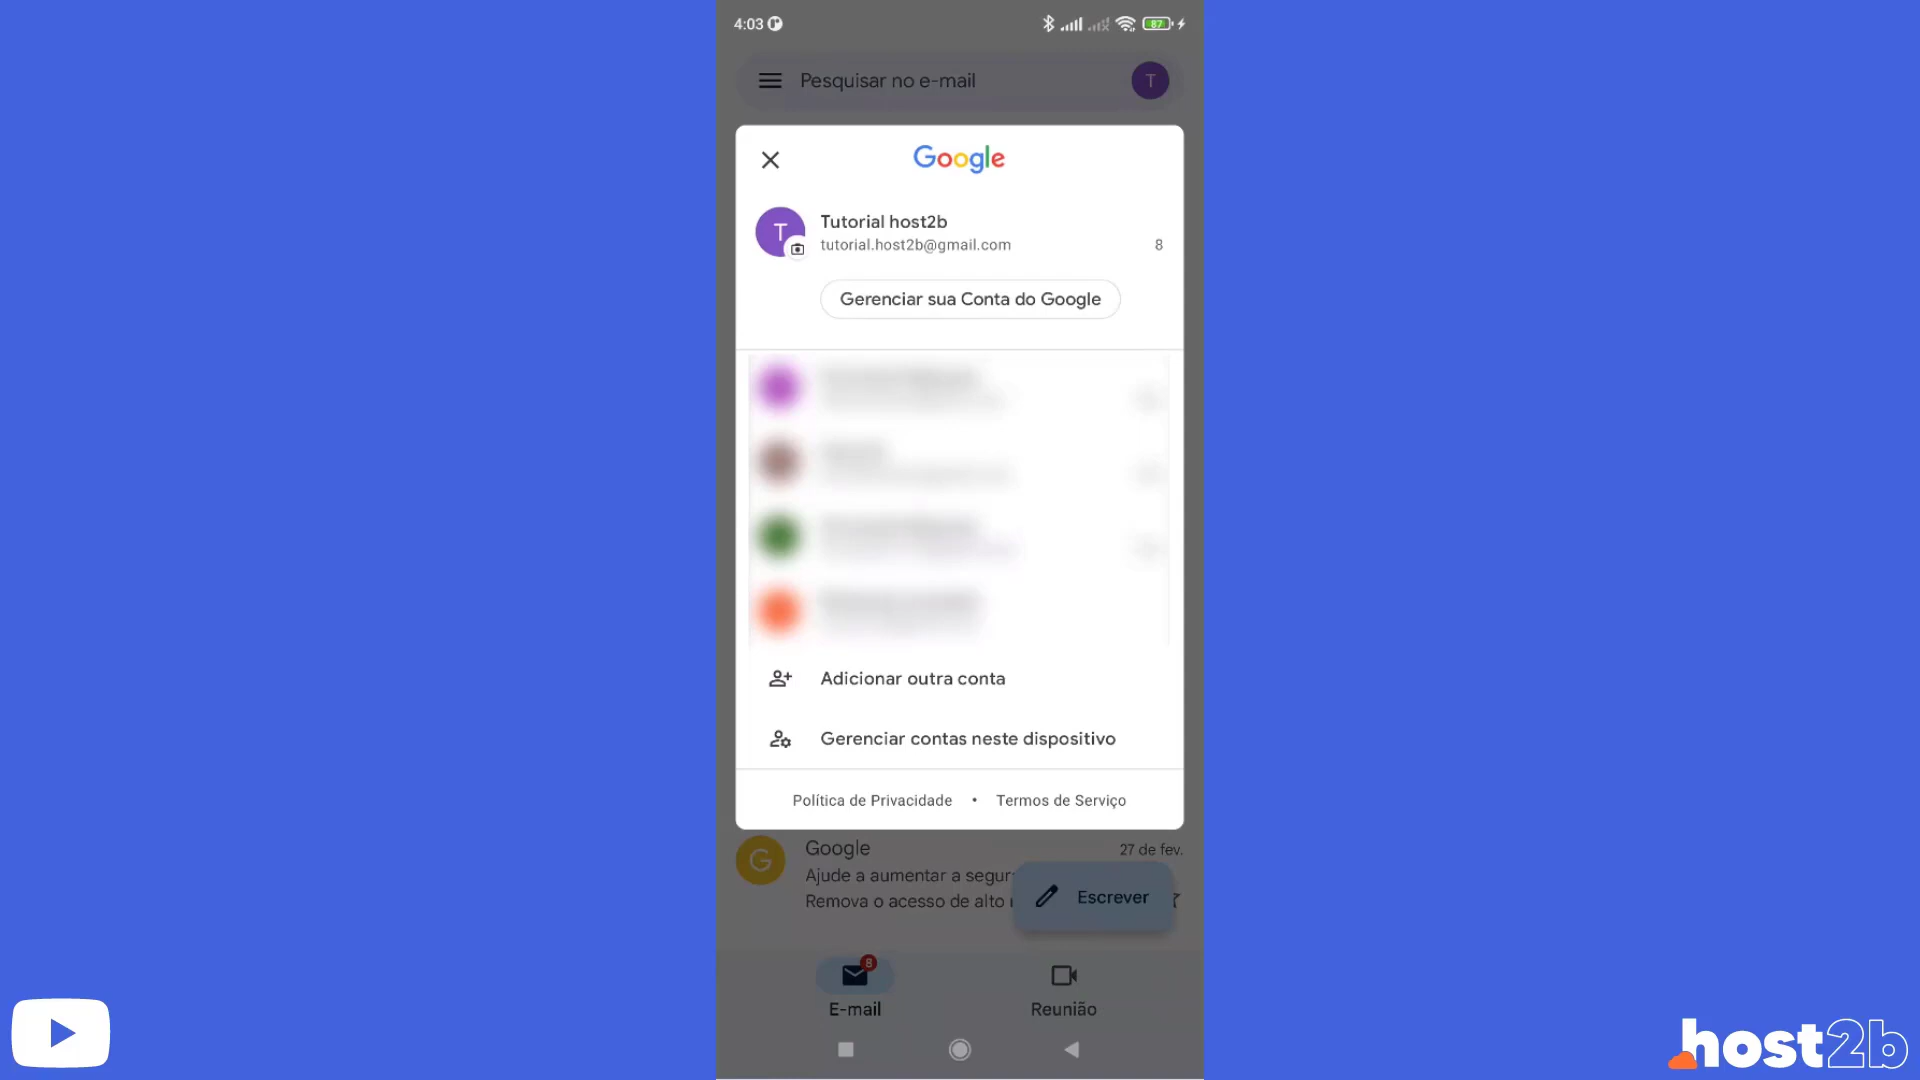 4:03
87
Pesquisar no e-mail
T
Google
T
Tutorial host2b
tutorial.host2b@gmail.com
8
Gerenciar sua Conta do Google
Adicionar outra conta
Gerenciar contas neste dispositivo
Política de Privacidade • Termos de Serviço
G
Google
27 de fev.
Ajude a aumentar a segur
Remova o acesso de alto
Escrever
8
E-mail
Reunião
host2b